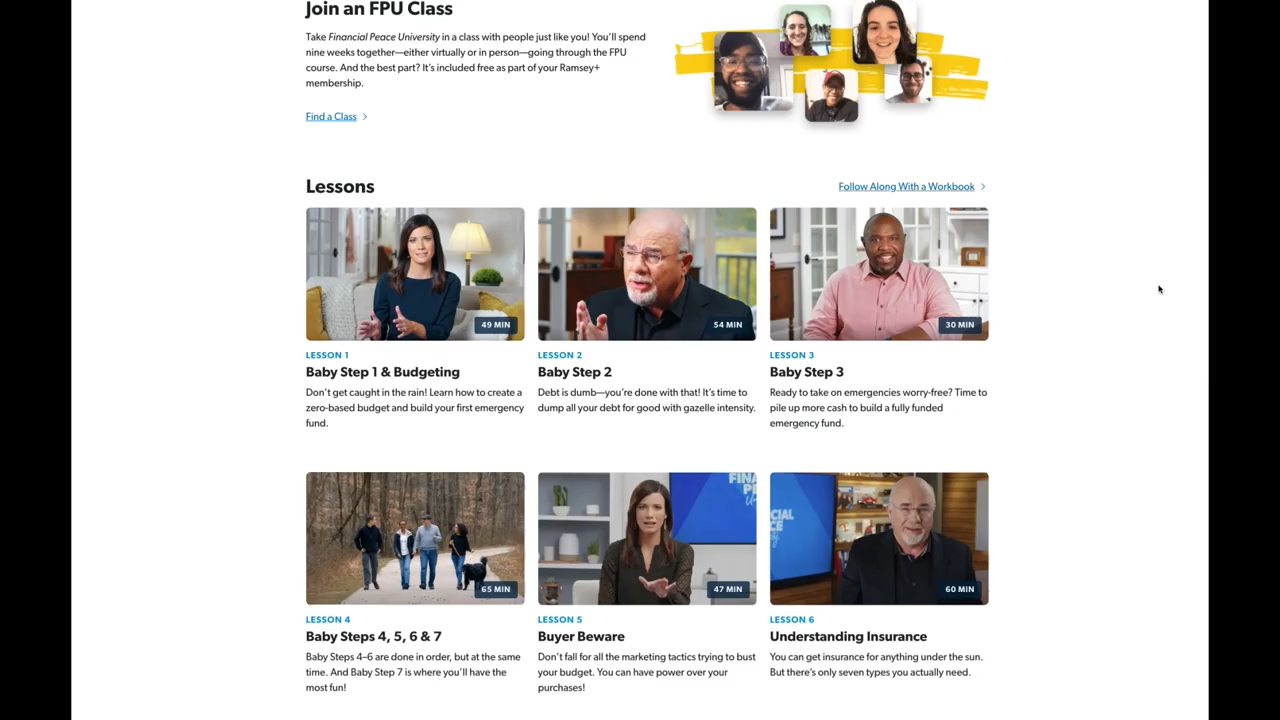 Join an FPU Class
Take Financial Peace University in a class with people just like you! You'll spend
nine weeks together—either virtually or in person—going through the FPU
course. And the best part? It's included free as part of your Ramsey+
membership.
Find a Class
Lessons
Follow Along With a Workbook
49 MIN
54 MIN
30 MIN
LESSON 1
Baby Step 1 & Budgeting
Don't get caught in the rain! Learn how to create a
zero-based budget and build your first emergency
fund.
LESSON 2
Baby Step 2
Debt is dumb—you're done with that! It's time to
dump all your debt for good with gazelle intensity.
LESSON 3
Baby Step 3
Ready to take on emergencies worry-free? Time to
pile up more cash to build a fully funded
emergency fund.
65 MIN
47 MIN
60 MIN
LESSON 4
Baby Steps 4, 5, 6 & 7
Baby Steps 4–6 are done in order, but at the same
time. And Baby Step 7 is where you'll have the
most fun!
LESSON 5
Buyer Beware
Don't fall for all the marketing tactics trying to bust
your budget. You can have power over your
purchases!
LESSON 6
Understanding Insurance
You can get insurance for anything under the sun.
But there's only seven types you actually need.